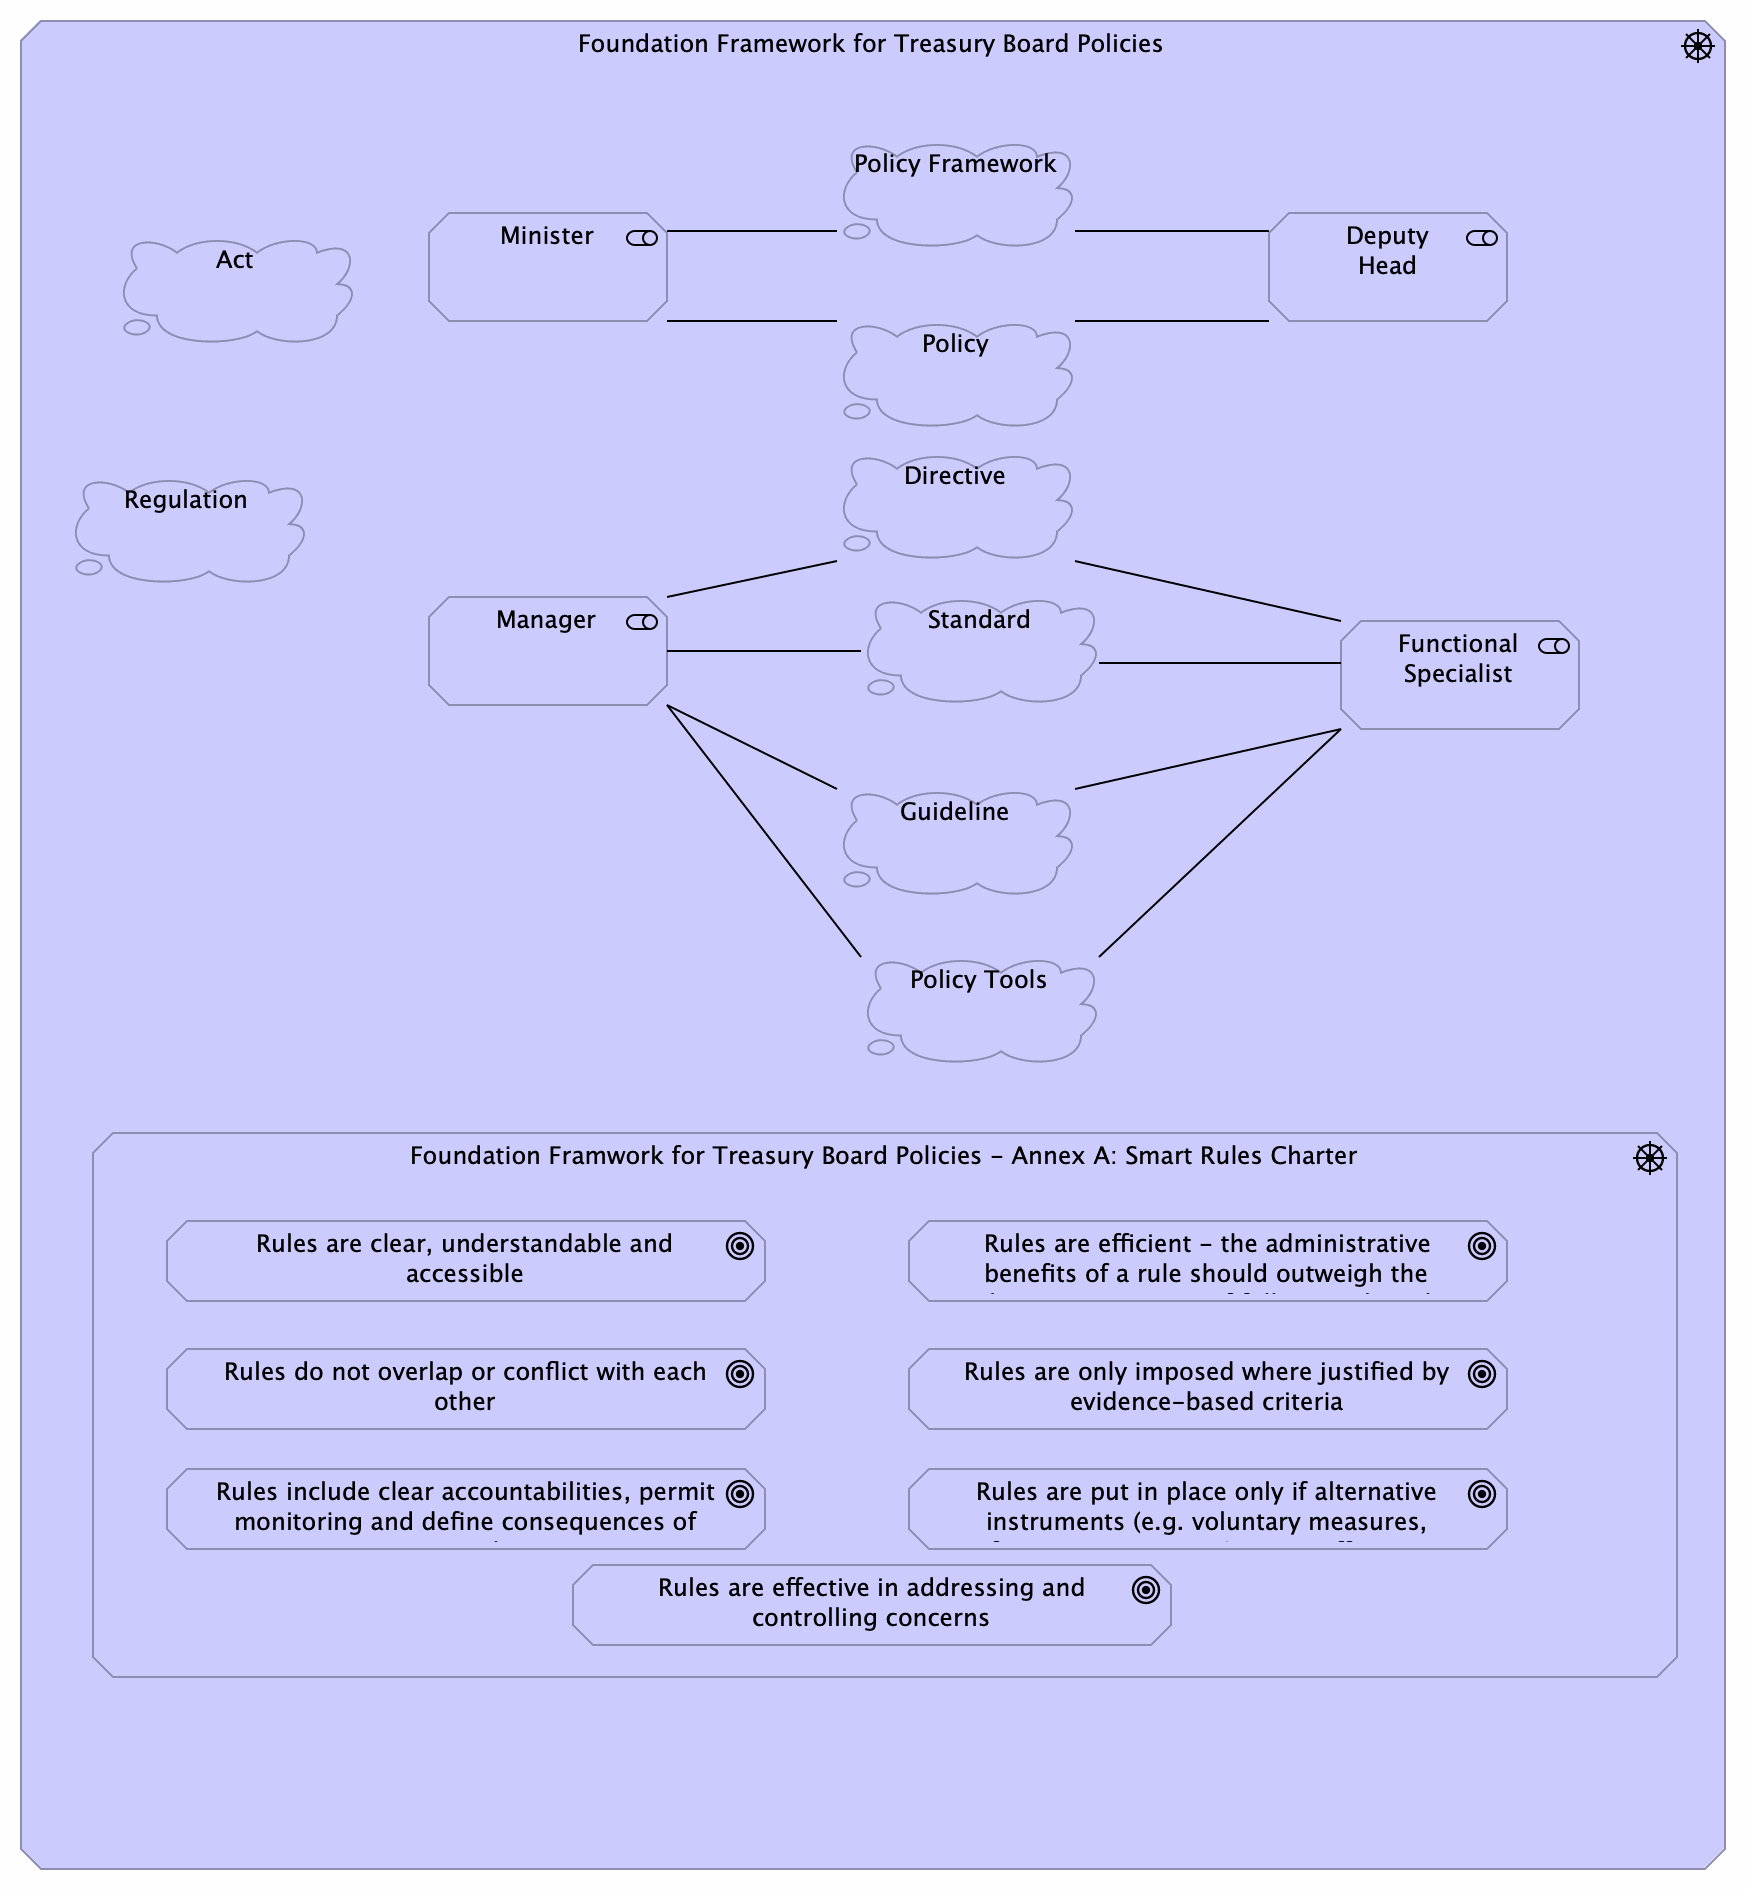 Foundation Framework for Treasury Board Policies
Policy Framework
Minister
Deputy
Head
Act
Policy
Directive
Regulation
Manager
Standard
Functional
Specialist
Guideline
Policy Tools
Foundation Framwork for Treasury Board Policies - Annex A: Smart Rules Charter
Rules are clear, understandable and
accessible
Rules are efficient - the administrative
benefits of a rule should outweigh the
Rules do not overlap or conflict with each
other
Rules are only imposed where justified by
evidence-based criteria
Rules include clear accountabilities, permit
monitoring and define consequences of
Rules are put in place only if alternative
instruments (e.g. voluntary measures,
Rules are effective in addressing and
controlling concerns